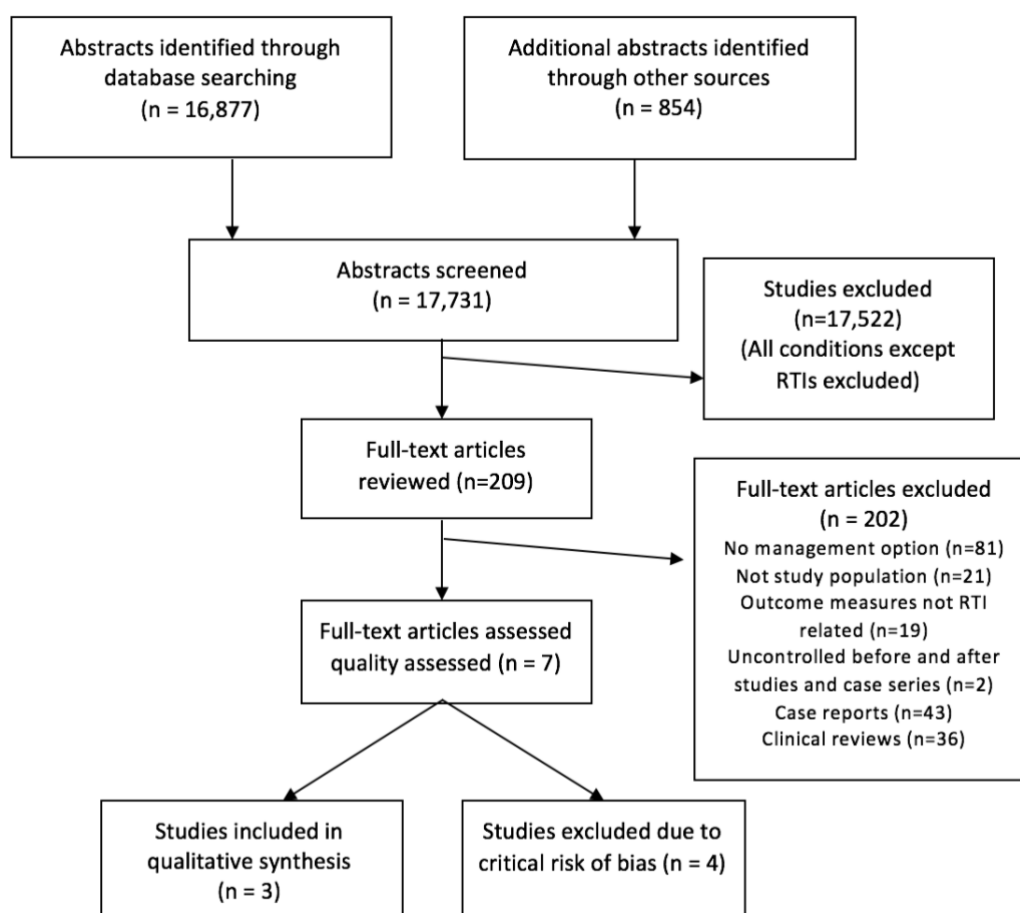 Abstracts identified through
database searching
(n = 16,877)
Additional abstracts identified
through other sources
(n = 854)
Abstracts screened
(n = 17,731)
Studies excluded
(n=17,522)
(All conditions except
RTIs excluded)
Full-text articles
reviewed (n=209)
Full-text articles excluded
(n = 202)
No management option (n=81)
Not study population (n=21)
Outcome measures not RTI
related (n=19)
Uncontrolled before and after
studies and case series (n=2)
Case reports (n=43)
Clinical reviews (n=36)
Full-text articles assessed
quality assessed (n = 7)
Studies included in
qualitative synthesis
(n = 3)
Studies excluded due to
critical risk of bias (n = 4)